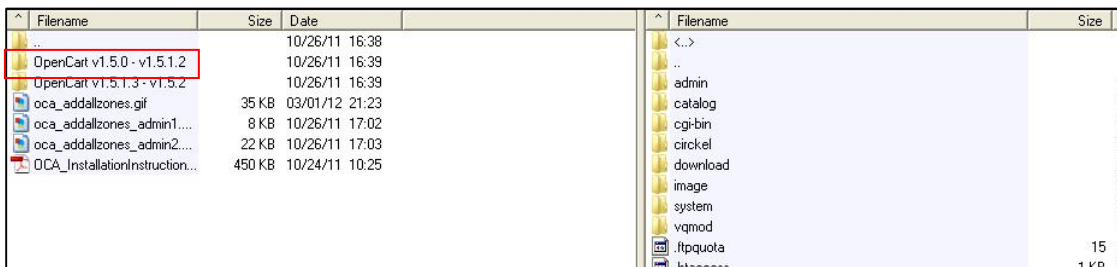 ^ Filename Size Date
.. 10/26/11 16:38
OpenCart v1.5.0 - v1.5.1.2 10/26/11 16:39
OpenCart v1.5.1.3 - v1.5.2 10/26/11 16:39
oca_addallzones.gif 35 KB 03/01/12 21:23
oca_addallzones_admin1.... 8 KB 10/26/11 17:02
oca_addallzones_admin2.... 22 KB 10/26/11 17:03
OCA_InstallationInstruction... 450 KB 10/24/11 10:25
^ Filename Size
<..>
..
admin
catalog
cgi-bin
circkel
download
image
system
vqmod
.ftpquota 15
.htaccess 1 KB